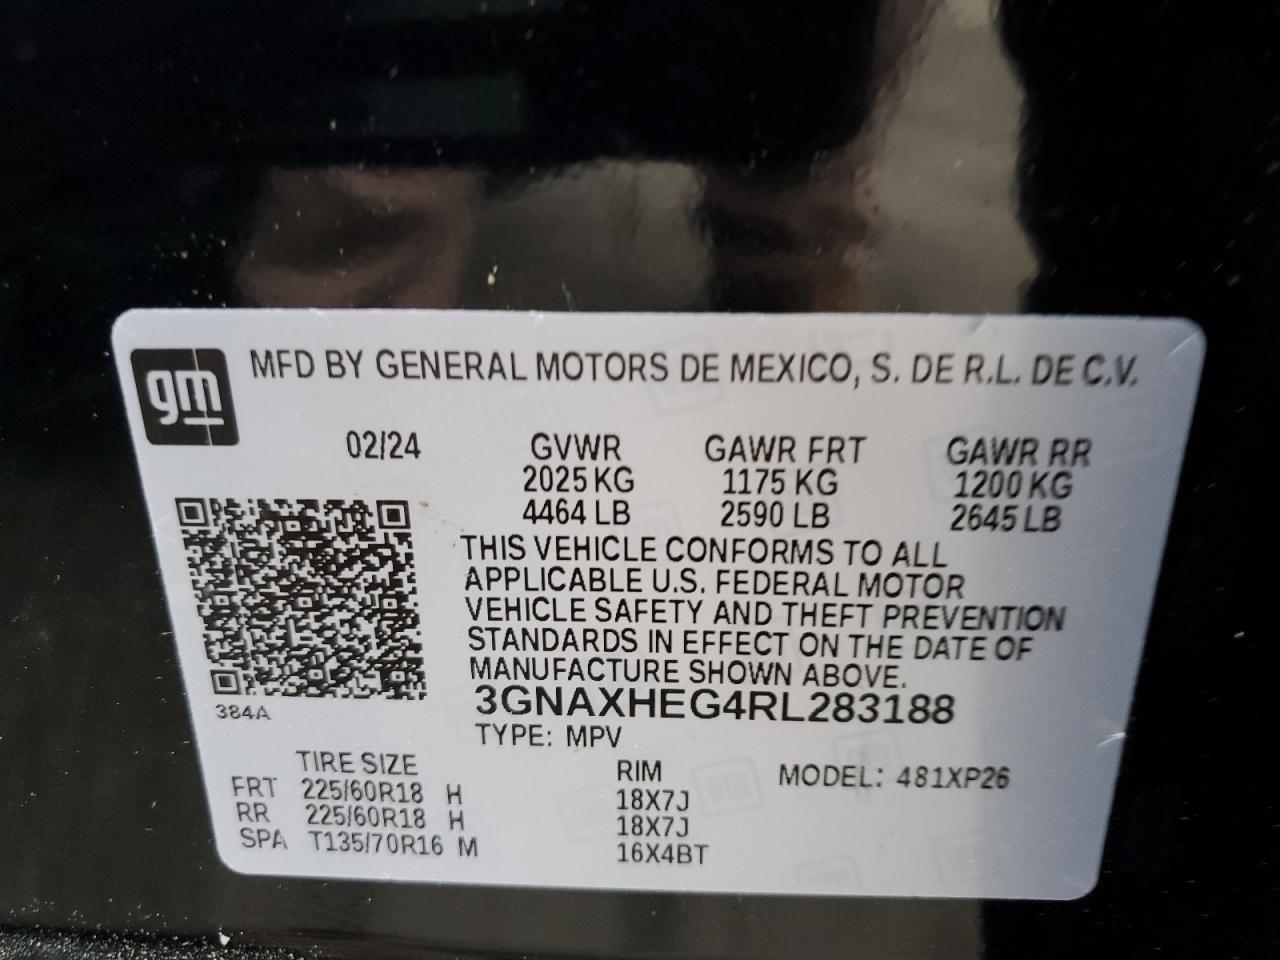 gm
MFD BY GENERAL MOTORS DE MEXICO, S. DE R.L. DE C.V.
02/24 GVWR GAWR FRT GAWR RR
2025 KG 1175 KG 1200 KG
4464 LB 2590 LB 2645 LB
THIS VEHICLE CONFORMS TO ALL
APPLICABLE U.S. FEDERAL MOTOR
VEHICLE SAFETY AND THEFT PREVENTION
STANDARDS IN EFFECT ON THE DATE OF
MANUFACTURE SHOWN ABOVE.
3GNAXHEG4RL283188
384A
TYPE: MPV
TIRE SIZE RIM MODEL: 481XP26
FRT 225/60R18 H 18X7J
RR 225/60R18 H 18X7J
SPA T135/70R16 M 16X4BT